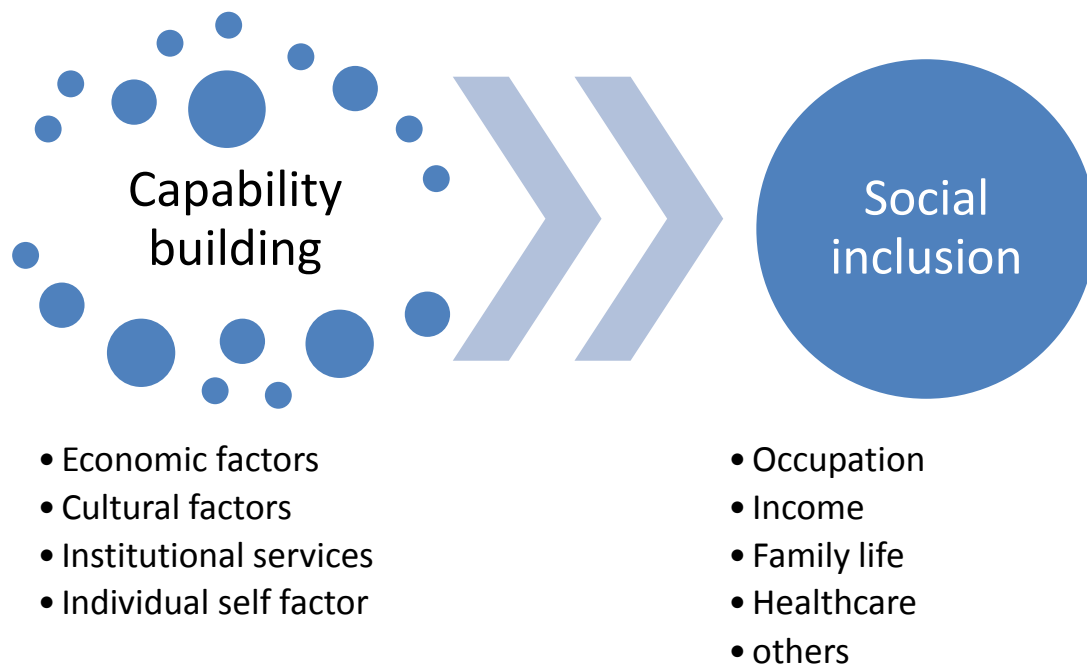 Capability
building
Social
inclusion
• Economic factors
• Cultural factors
• Institutional services
• Individual self factor
• Occupation
• Income
• Family life
• Healthcare
• others